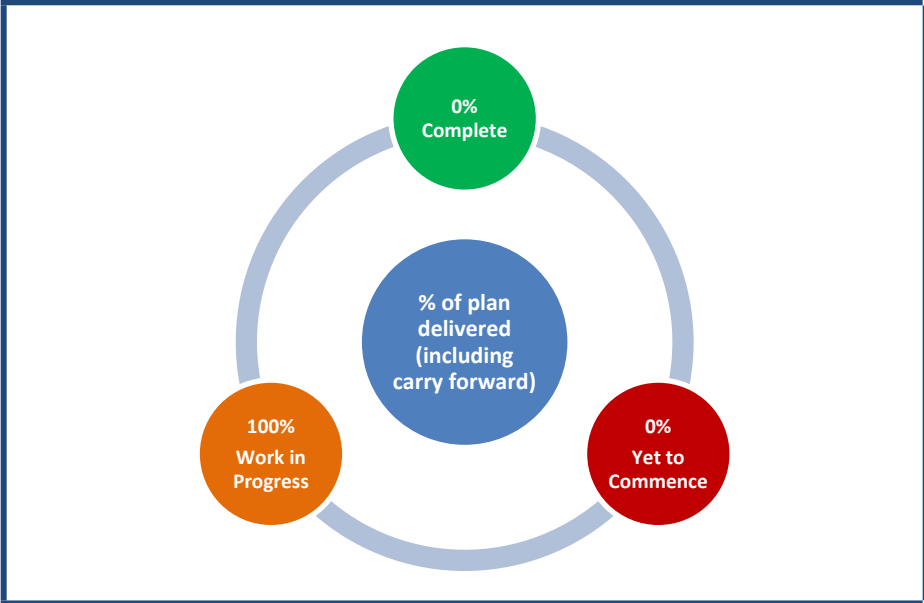 0%
Complete
% of plan
delivered
(including
carry forward)
100%
Work in
Progress
0%
Yet to
Commence